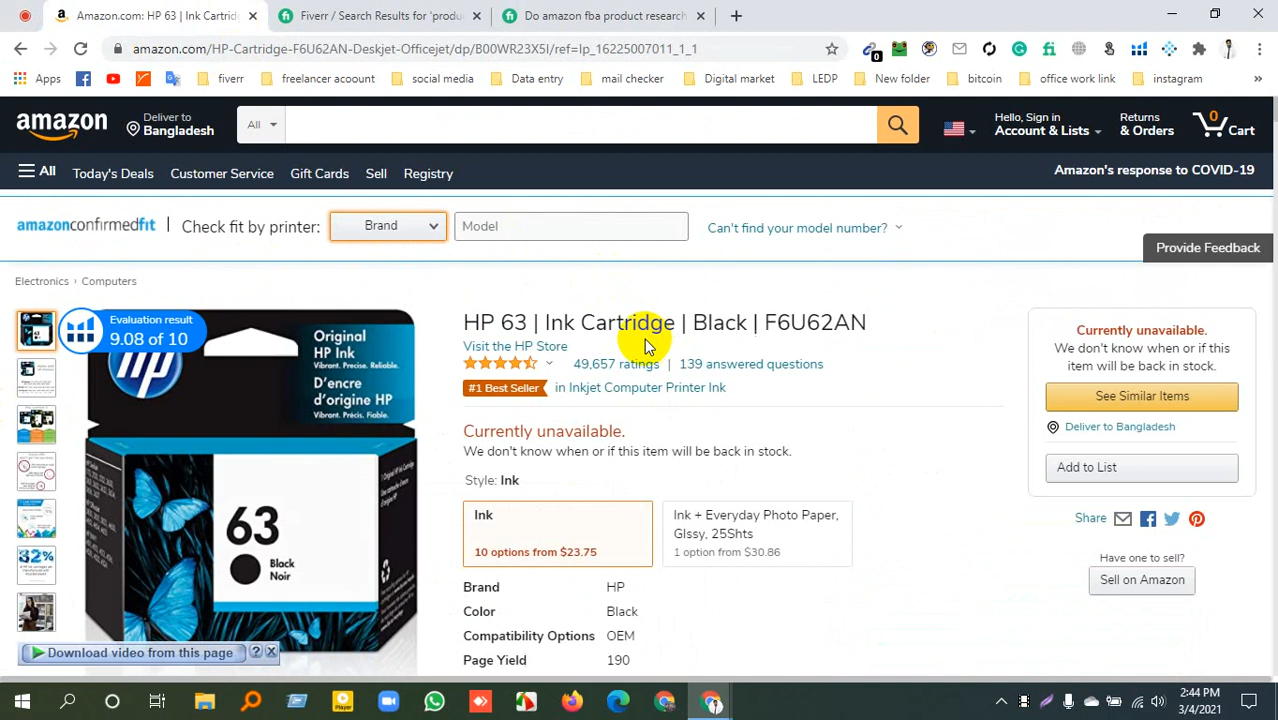 Amazon.com: HP 63 | Ink Cartridg
Fiverr / Search Results for 'produ
Do amazon fba product research
amazon.com/HP-Cartridge-F6U62AN-Deskjet-Officejet/dp/B00WR23X5I/ref=lp_16225007011_1_1
0
Apps
fiverr
freelancer acoount
social media
Data entry
mail checker
Digital market
LEDP
New folder
bitcoin
office work link
instagram
amazon
Deliver to
Bangladesh
All
Hello, Sign in
Account & Lists
Returns
& Orders
0
Cart
All
Today's Deals
Customer Service
Gift Cards
Sell
Registry
Amazon's response to COVID-19
amazonconfirmedfit
Check fit by printer:
Brand
Model
Can't find your model number?
Provide Feedback
Electronics › Computers
Evaluation result
9.08 of 10
Original
HP Ink
Vibrant. Precise. Reliable.
D'encre
d'origine HP
Vibrant. Précis. Fiable.
hp
63
Black
Noir
HP 63 | Ink Cartridge | Black | F6U62AN
Visit the HP Store
49,657 ratings | 139 answered questions
#1 Best Seller in Inkjet Computer Printer Ink
Currently unavailable.
We don't know when or if this item will be back in stock.
Style: Ink
Ink
10 options from $23.75
Ink + Everyday Photo Paper,
Glssy, 25Shts
1 option from $30.86
Brand HP
Color Black
Compatibility Options OEM
Page Yield 190
Currently unavailable.
We don't know when or if this
item will be back in stock.
See Similar Items
Deliver to Bangladesh
Add to List
Share
Have one to sell?
Sell on Amazon
Download video from this page
?
Player
2:44 PM
3/4/2021